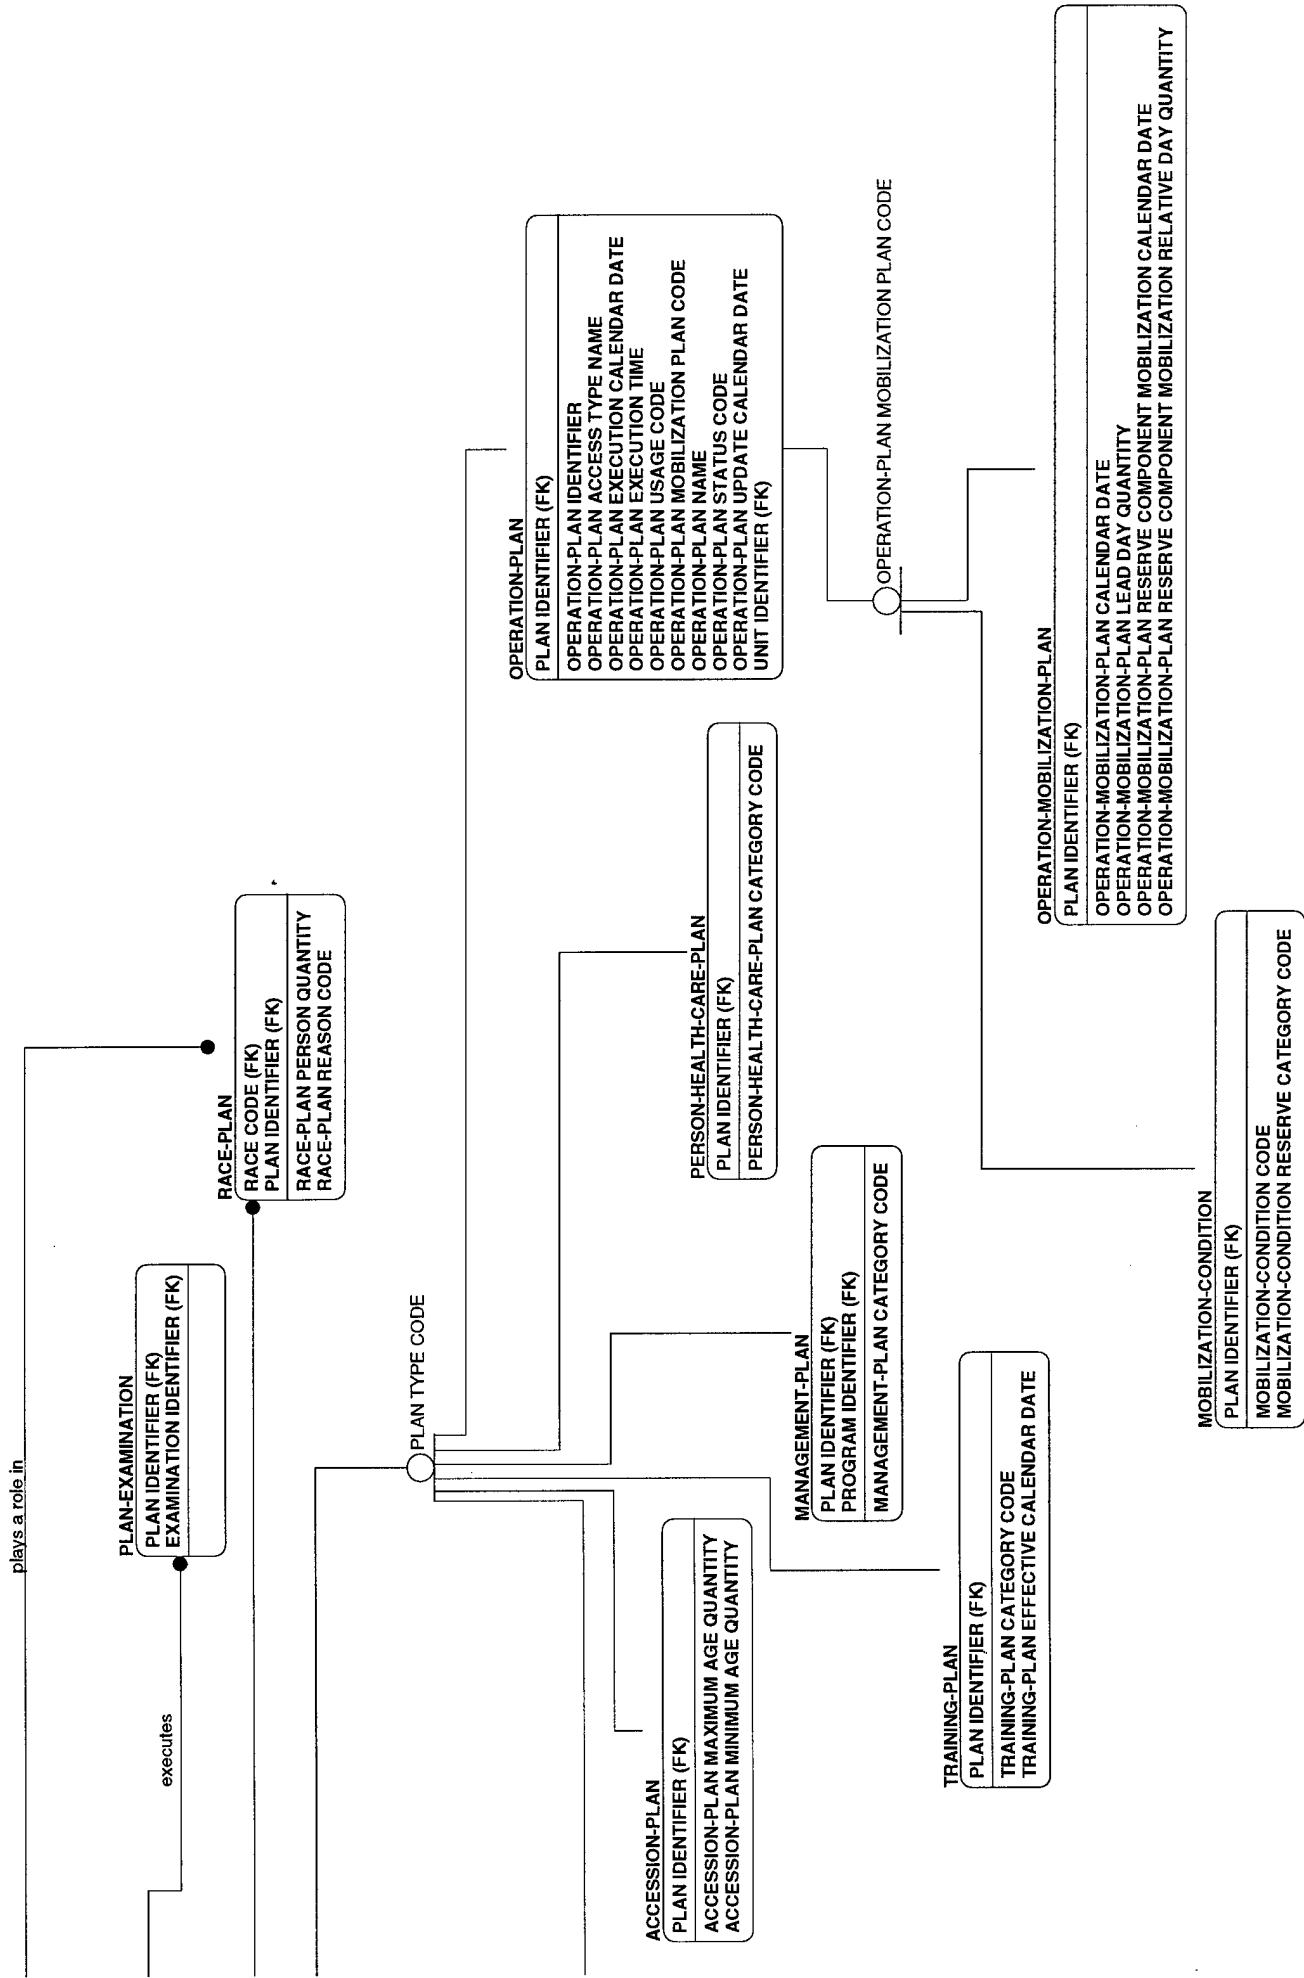 plays a role in
executes
PLAN-EXAMINATION
PLAN IDENTIFIER (FK)
EXAMINATION IDENTIFIER (FK)
RACE-PLAN
RACE CODE (FK)
PLAN IDENTIFIER (FK)
RACE-PLAN PERSON QUANTITY
RACE-PLAN REASON CODE
PLAN TYPE CODE
ACCESSION-PLAN
PLAN IDENTIFIER (FK)
ACCESSION-PLAN MAXIMUM AGE QUANTITY
ACCESSION-PLAN MINIMUM AGE QUANTITY
MANAGEMENT-PLAN
PLAN IDENTIFIER (FK)
PROGRAM IDENTIFIER (FK)
MANAGEMENT-PLAN CATEGORY CODE
PERSON-HEALTH-CARE-PLAN
PLAN IDENTIFIER (FK)
PERSON-HEALTH-CARE-PLAN CATEGORY CODE
OPERATION-PLAN
PLAN IDENTIFIER (FK)
OPERATION-PLAN IDENTIFIER
OPERATION-PLAN ACCESS TYPE NAME
OPERATION-PLAN EXECUTION CALENDAR DATE
OPERATION-PLAN EXECUTION TIME
OPERATION-PLAN USAGE CODE
OPERATION-PLAN MOBILIZATION PLAN CODE
OPERATION-PLAN NAME
OPERATION-PLAN STATUS CODE
OPERATION-PLAN UPDATE CALENDAR DATE
UNIT IDENTIFIER (FK)
OPERATION-PLAN MOBILIZATION PLAN CODE
TRAINING-PLAN
PLAN IDENTIFIER (FK)
TRAINING-PLAN CATEGORY CODE
TRAINING-PLAN EFFECTIVE CALENDAR DATE
OPERATION-MOBILIZATION-PLAN
PLAN IDENTIFIER (FK)
OPERATION-MOBILIZATION-PLAN CALENDAR DATE
OPERATION-MOBILIZATION-PLAN LEAD DAY QUANTITY
OPERATION-MOBILIZATION-PLAN RESERVE COMPONENT MOBILIZATION CALENDAR DATE
OPERATION-MOBILIZATION-PLAN RESERVE COMPONENT MOBILIZATION RELATIVE DAY QUANTITY
MOBILIZATION-CONDITION
PLAN IDENTIFIER (FK)
MOBILIZATION-CONDITION CODE
MOBILIZATION-CONDITION RESERVE CATEGORY CODE